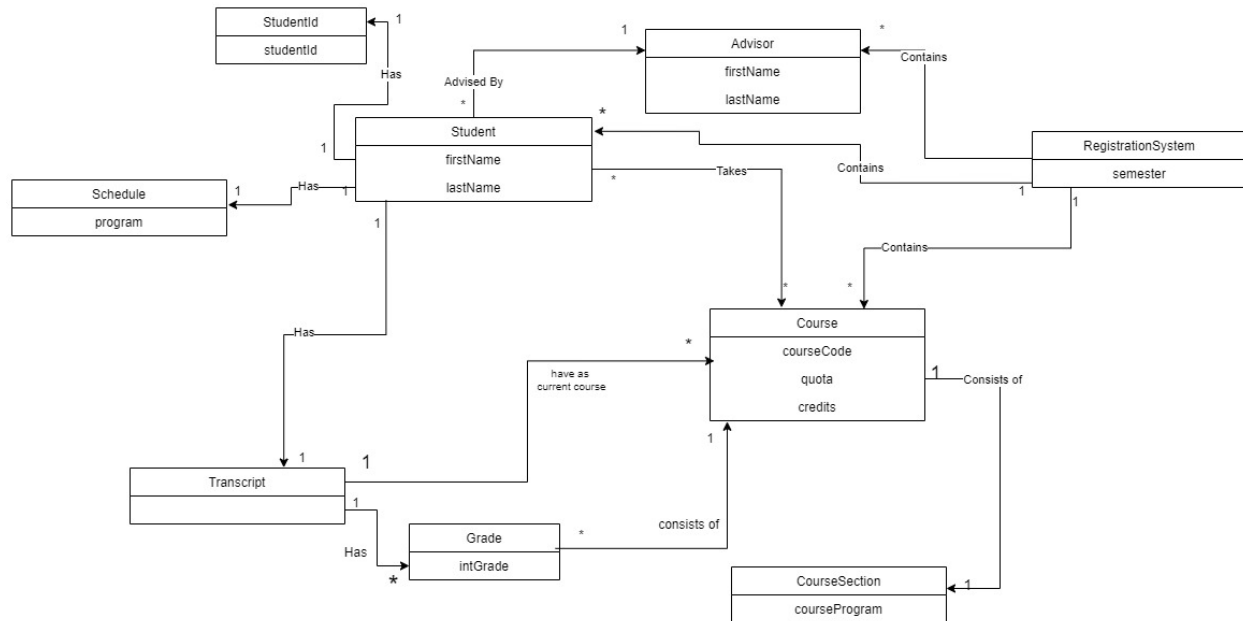 StudentId
1
studentId
Has
1
1
Advisor
firstName
lastName
*
Contains
Advised By
*
Student
firstName
lastName
*
1
*
Takes
Contains
1
RegistrationSystem
semester
1
Schedule
program
1
Has
1
Contains
*
*
Has
1
Course
courseCode
quota
credits
*
have as
current course
1
Consists of
1
Transcript
1
1
1
Has
*
Grade
intGrade
*
consists of
CourseSection
courseProgram
1